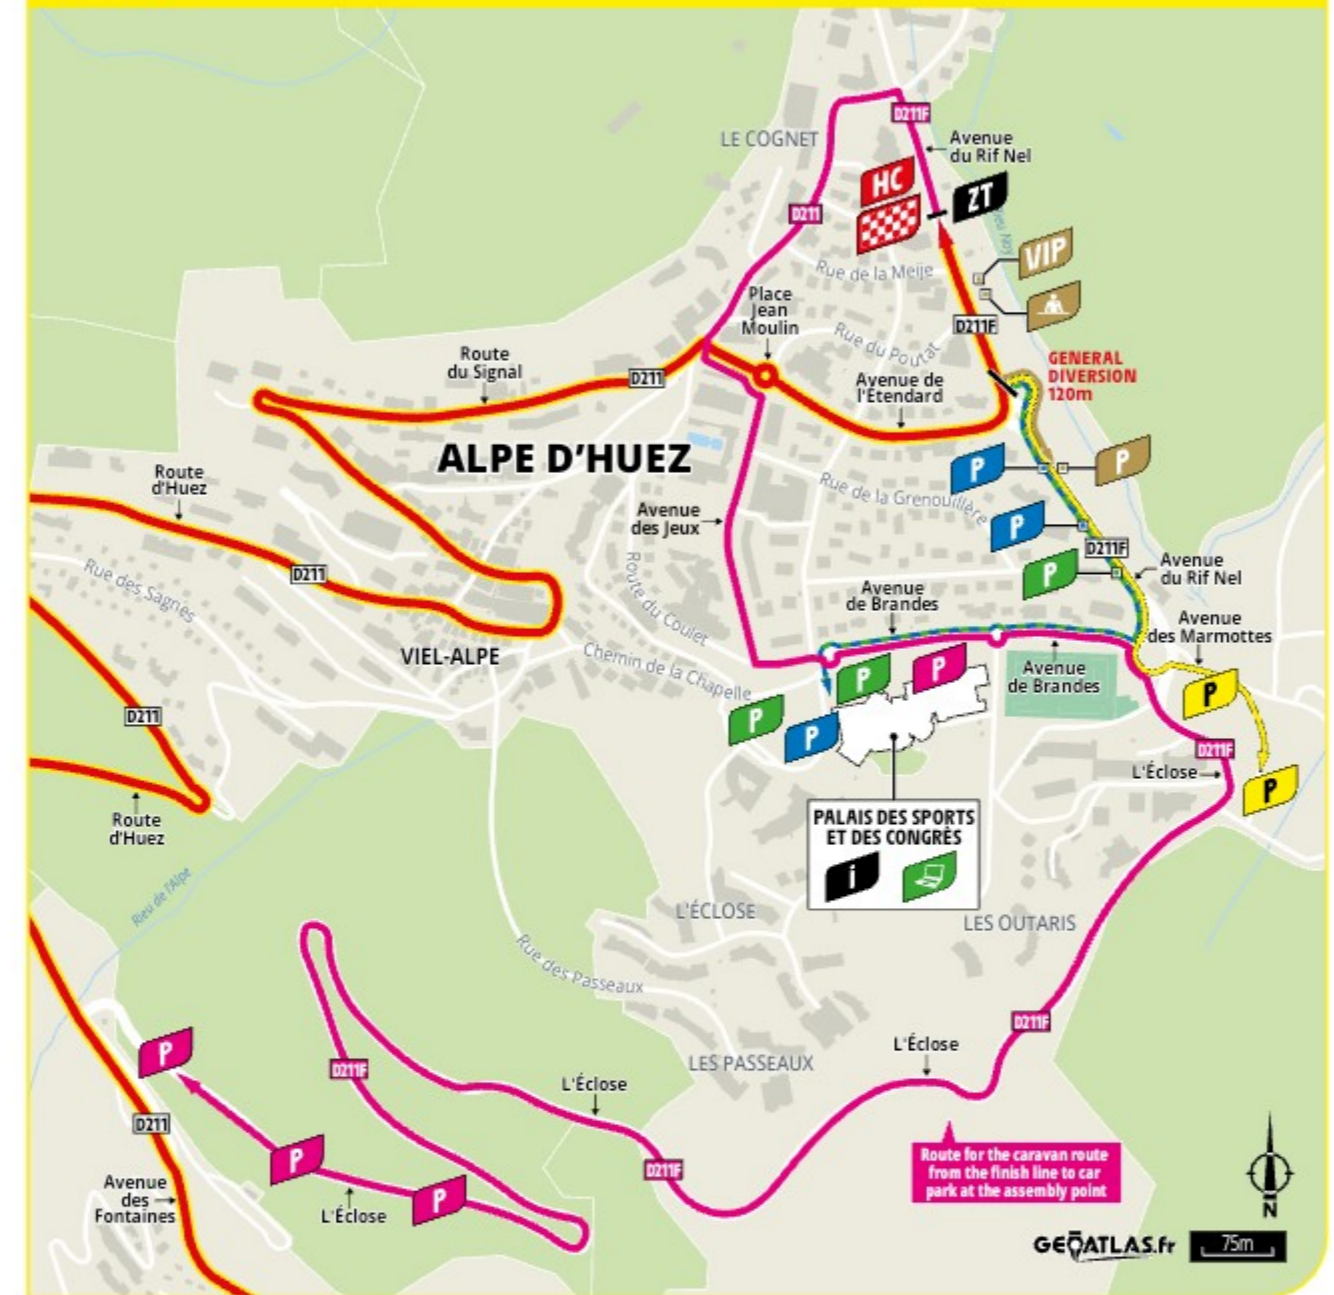 D211F
Avenue
du Rif Nel
LE COGNET
HC
ZT
D211
VIP
Rue de la Meije
Place
Jean
Moulin
D211F
Rue du Poutat
GENERAL
DIVERSION
120m
Route
du Signal
D211
Avenue de
l'Étendard
ALPE D'HUEZ
P
P
Route
d'Huez
Rue de la Grenouillère
Avenue
des Jeux
P
D211F
D211
P
Avenue
du Rif Nel
Rue des Sagnes
Route du Coulet
Avenue
de Brandes
Avenue
des Marmottes
VIEL-ALPE
Chemin de la Chapelle
P
P
Avenue
de Brandes
P
D211
P
P
D211F
L'Éclose
P
Route
d'Huez
PALAIS DES SPORTS
ET DES CONGRÈS
i
Rieu de l'Alpe
L'ÉCLOSE
LES OUTARIS
Rue des Passeaux
D211F
P
L'Éclose
LES PASSEAUX
D211F
L'Éclose
D211
P
Route for the caravan route
from the finish line to car
park at the assembly point
D211F
Avenue
des
Fontaines
L'Éclose
P
N
GEOATLAS.fr
75m